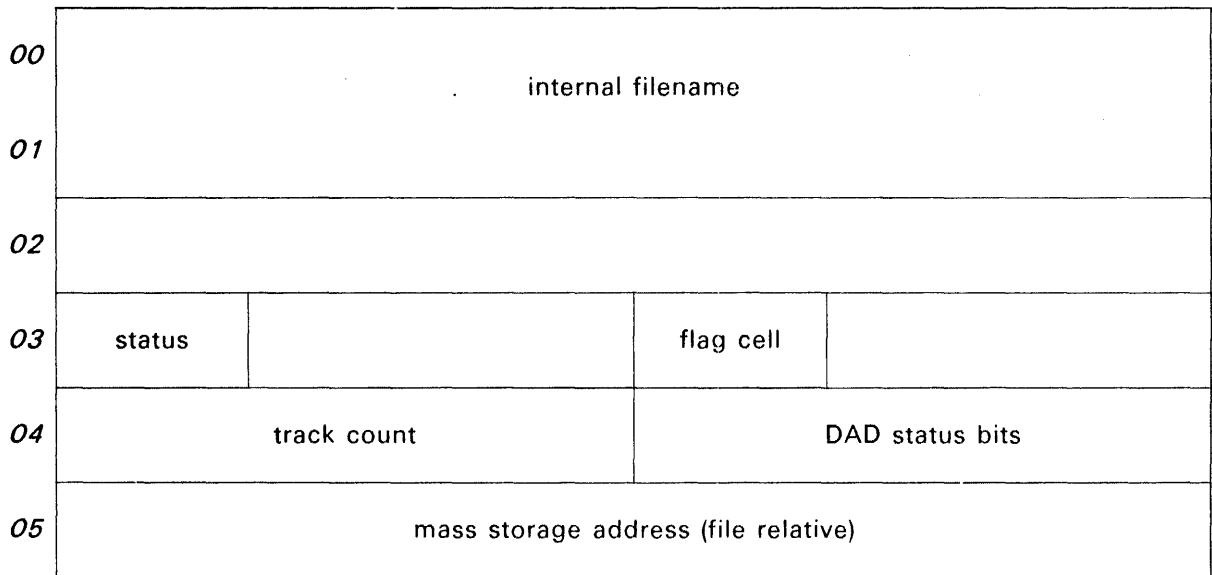 00
internal filename
01
02
03 status flag cell
04 track count DAD status bits
05 mass storage address (file relative)